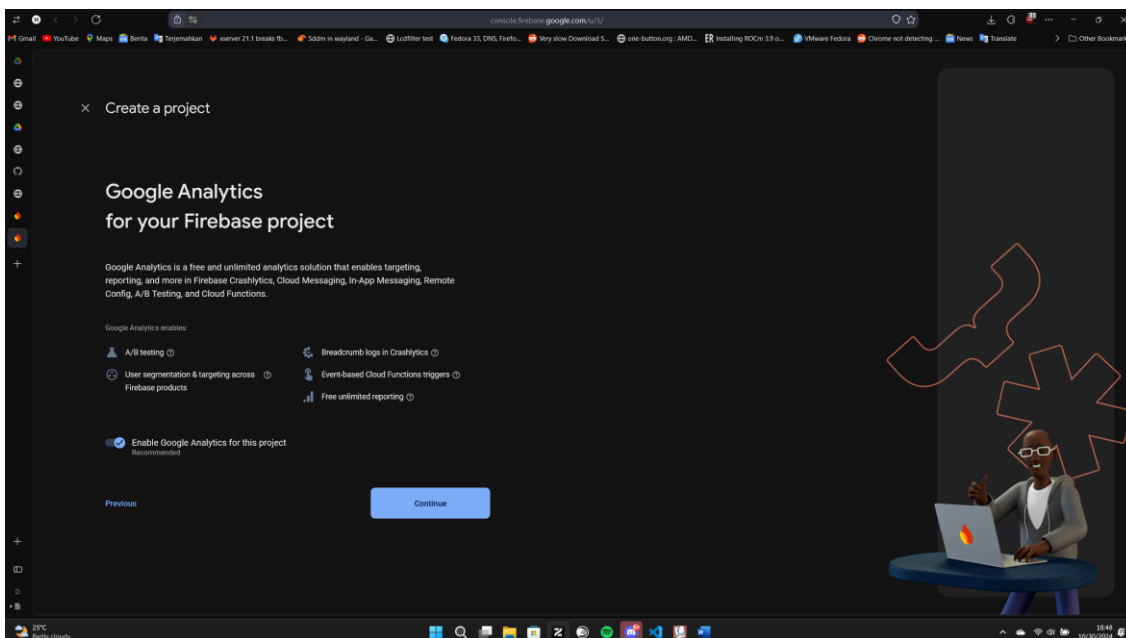 console.firebase.google.com/u/3/
31
Gmail YouTube Maps Berita Terjemahkan xserver 21.1 breaks fb... Sddm in wayland - Ga... Lcdfilter test Fedora 33, DNS, Firefo... Very slow Download S... one-button.org : AMD... ER Installing ROCm 3.9 o... VMware Fedora Chrome not detecting ... News Translate Other Bookmark
Create a project
Google Analytics
for your Firebase project
Google Analytics is a free and unlimited analytics solution that enables targeting,
reporting, and more in Firebase Crashlytics, Cloud Messaging, In-App Messaging, Remote
Config, A/B Testing, and Cloud Functions.
Google Analytics enables:
A/B testing
Breadcrumb logs in Crashlytics
User segmentation & targeting across
Firebase products
Event-based Cloud Functions triggers
Free unlimited reporting
Enable Google Analytics for this project
Recommended
Previous
Continue
25°C
Partly cloudy
18:48
10/30/2024